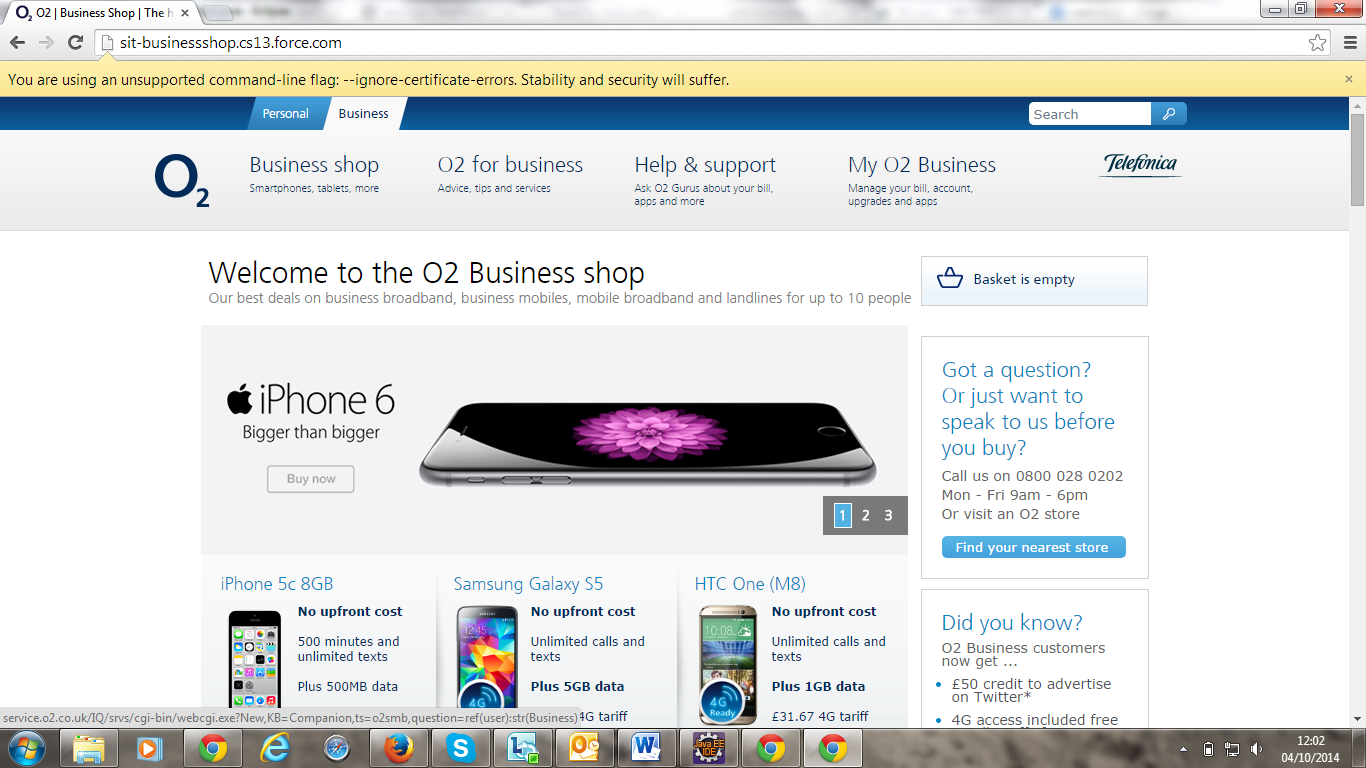 O2 | Business Shop | The h
sit-businessshop.cs13.force.com
You are using an unsupported command-line flag: --ignore-certificate-errors. Stability and security will suffer.
Personal
Business
Search
O2
Business shop
Smartphones, tablets, more
O2 for business
Advice, tips and services
Help & support
Ask O2 Gurus about your bill,
apps and more
My O2 Business
Manage your bill, account,
upgrades and apps
Telefónica
Welcome to the O2 Business shop
Our best deals on business broadband, business mobiles, mobile broadband and landlines for up to 10 people
Basket is empty
iPhone 6
Bigger than bigger
Buy now
1 2 3
Got a question?
Or just want to
speak to us before
you buy?
Call us on 0800 028 0202
Mon - Fri 9am - 6pm
Or visit an O2 store
Find your nearest store
iPhone 5c 8GB
No upfront cost
500 minutes and
unlimited texts
Plus 500MB data
Samsung Galaxy S5
No upfront cost
Unlimited calls and
texts
Plus 5GB data
4G tariff
12:45
4G
HTC One (M8)
No upfront cost
Unlimited calls and
texts
Plus 1GB data
£31.67 4G tariff
10:08
4G
Ready
Did you know?
O2 Business customers
now get ...
£50 credit to advertise
on Twitter*
4G access included free
service.o2.co.uk/IQ/srvs/cgi-bin/webcgi.exe?New,KB=Companion,ts=o2smb,question=ref(user):str(Business)
Java EE
IDE
12:02
04/10/2014